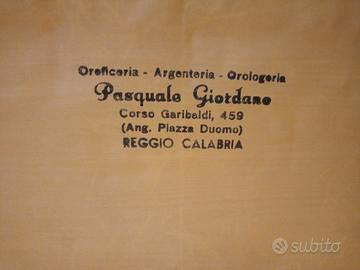 Oreficeria - Argenteria - Orologeria
Pasquale Giordano
Corso Garibaldi, 459
(Ang. Piazza Duomo)
REGGIO CALABRIA
subito